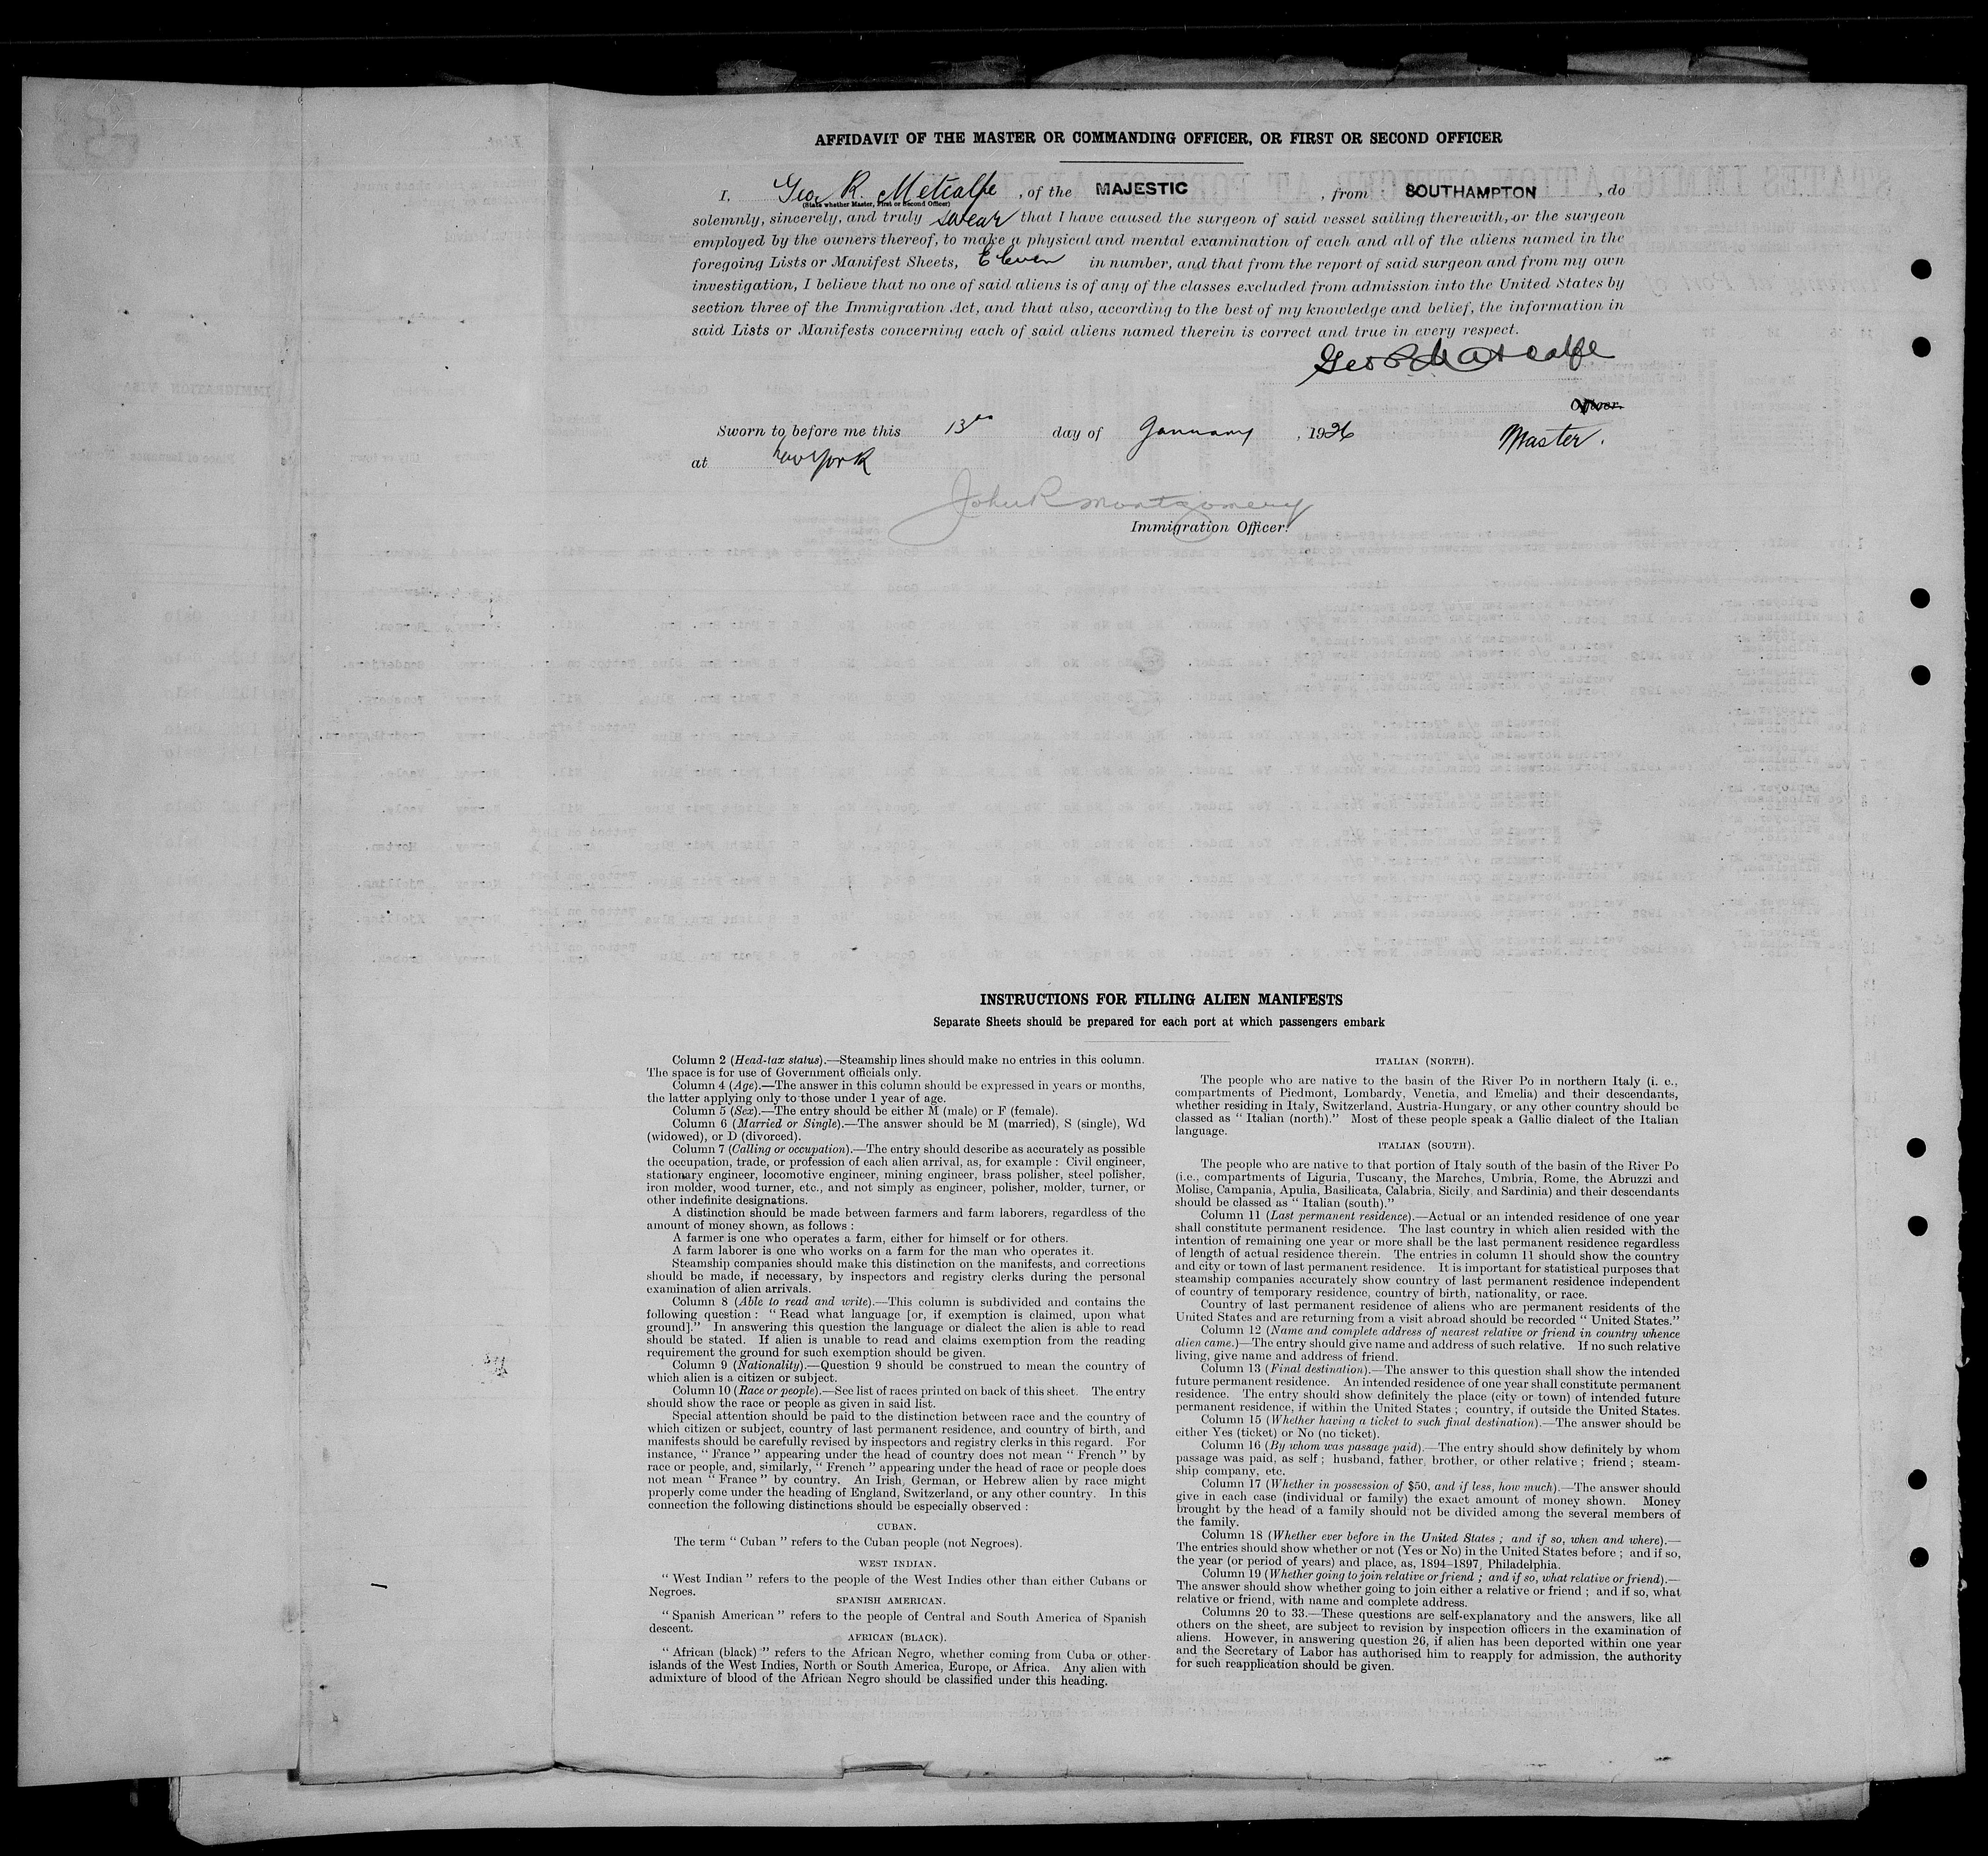 AFFIDAVIT OF THE MASTER OR COMMANDING OFFICER, OR FIRST OR SECOND OFFICER
I, Geo. R. Metcalfe, of the MAJESTIC, from SOUTHAMPTON, do
(State whether Master, First or Second Officer)
solemnly, sincerely, and truly swear that I have caused the surgeon of said vessel sailing therewith, or the surgeon
employed by the owners thereof, to make a physical and mental examination of each and all of the aliens named in the
foregoing Lists or Manifest Sheets, Eleven in number, and that from the report of said surgeon and from my own
investigation, I believe that no one of said aliens is of any of the classes excluded from admission into the United States by
section three of the Immigration Act, and that also, according to the best of my knowledge and belief, the information in
said Lists or Manifests concerning each of said aliens named therein is correct and true in every respect.
Geo R Metcalfe
Officer.
Sworn to before me this 13th day of January, 1926 Master.
at New York
John R Montgomery
Immigration Officer.
INSTRUCTIONS FOR FILLING ALIEN MANIFESTS
Separate Sheets should be prepared for each port at which passengers embark
Column 2 (Head-tax status).—Steamship lines should make no entries in this column.
The space is for use of Government officials only.
Column 4 (Age).—The answer in this column should be expressed in years or months,
the latter applying only to those under 1 year of age.
Column 5 (Sex).—The entry should be either M (male) or F (female).
Column 6 (Married or Single).—The answer should be M (married), S (single), Wd
(widowed), or D (divorced).
Column 7 (Calling or occupation).—The entry should describe as accurately as possible
the occupation, trade, or profession of each alien arrival, as, for example : Civil engineer,
stationary engineer, locomotive engineer, mining engineer, brass polisher, steel polisher,
iron molder, wood turner, etc., and not simply as engineer, polisher, molder, turner, or
other indefinite designations.
A distinction should be made between farmers and farm laborers, regardless of the
amount of money shown, as follows :
A farmer is one who operates a farm, either for himself or for others.
A farm laborer is one who works on a farm for the man who operates it.
Steamship companies should make this distinction on the manifests, and corrections
should be made, if necessary, by inspectors and registry clerks during the personal
examination of alien arrivals.
Column 8 (Able to read and write).—This column is subdivided and contains the
following question : " Read what language [or, if exemption is claimed, upon what
ground]." In answering this question the language or dialect the alien is able to read
should be stated. If alien is unable to read and claims exemption from the reading
requirement the ground for such exemption should be given.
Column 9 (Nationality).—Question 9 should be construed to mean the country of
which alien is a citizen or subject.
Column 10 (Race or people).—See list of races printed on back of this sheet. The entry
should show the race or people as given in said list.
Special attention should be paid to the distinction between race and the country of
which citizen or subject, country of last permanent residence, and country of birth, and
manifests should be carefully revised by inspectors and registry clerks in this regard. For
instance, " France " appearing under the head of country does not mean " French " by
race or people, and, similarly, " French " appearing under the head of race or people does
not mean " France " by country. An Irish, German, or Hebrew alien by race might
properly come under the heading of England, Switzerland, or any other country. In this
connection the following distinctions should be especially observed :
CUBAN.
The term " Cuban " refers to the Cuban people (not Negroes).
WEST INDIAN.
" West Indian " refers to the people of the West Indies other than either Cubans or
Negroes.
SPANISH AMERICAN.
" Spanish American " refers to the people of Central and South America of Spanish
descent.
AFRICAN (BLACK).
" African (black) " refers to the African Negro, whether coming from Cuba or other
islands of the West Indies, North or South America, Europe, or Africa. Any alien with
admixture of blood of the African Negro should be classified under this heading.
ITALIAN (NORTH).
The people who are native to the basin of the River Po in northern Italy (i. e.,
compartments of Piedmont, Lombardy, Venetia, and Emelia) and their descendants,
whether residing in Italy, Switzerland, Austria-Hungary, or any other country should be
classed as " Italian (north)." Most of these people speak a Gallic dialect of the Italian
language.
ITALIAN (SOUTH).
The people who are native to that portion of Italy south of the basin of the River Po
(i.e., compartments of Liguria, Tuscany, the Marches, Umbria, Rome, the Abruzzi and
Molise, Campania, Apulia, Basilicata, Calabria, Sicily, and Sardinia) and their descendants
should be classed as " Italian (south)."
Column 11 (Last permanent residence).—Actual or an intended residence of one year
shall constitute permanent residence. The last country in which alien resided with the
intention of remaining one year or more shall be the last permanent residence regardless
of length of actual residence therein. The entries in column 11 should show the country
and city or town of last permanent residence. It is important for statistical purposes that
steamship companies accurately show country of last permanent residence independent
of country of temporary residence, country of birth, nationality, or race.
Country of last permanent residence of aliens who are permanent residents of the
United States and are returning from a visit abroad should be recorded " United States."
Column 12 (Name and complete address of nearest relative or friend in country whence
alien came.)—The entry should give name and address of such relative. If no such relative
living, give name and address of friend.
Column 13 (Final destination).—The answer to this question shall show the intended
future permanent residence. An intended residence of one year shall constitute permanent
residence. The entry should show definitely the place (city or town) of intended future
permanent residence, if within the United States ; country, if outside the United States.
Column 15 (Whether having a ticket to such final destination).—The answer should be
either Yes (ticket) or No (no ticket).
Column 16 (By whom was passage paid).—The entry should show definitely by whom
passage was paid, as self ; husband, father, brother, or other relative ; friend ; steam-
ship company, etc.
Column 17 (Whether in possession of $50, and if less, how much).—The answer should
give in each case (individual or family) the exact amount of money shown. Money
brought by the head of a family should not be divided among the several members of
the family.
Column 18 (Whether ever before in the United States ; and if so, when and where).—
The entries should show whether or not (Yes or No) in the United States before ; and if so,
the year (or period of years) and place, as, 1894–1897, Philadelphia.
Column 19 (Whether going to join relative or friend ; and if so, what relative or friend).—
The answer should show whether going to join either a relative or friend ; and if so, what
relative or friend, with name and complete address.
Columns 20 to 33.—These questions are self-explanatory and the answers, like all
others on the sheet, are subject to revision by inspection officers in the examination of
aliens. However, in answering question 26, if alien has been deported within one year
and the Secretary of Labor has authorised him to reapply for admission, the authority
for such reapplication should be given.